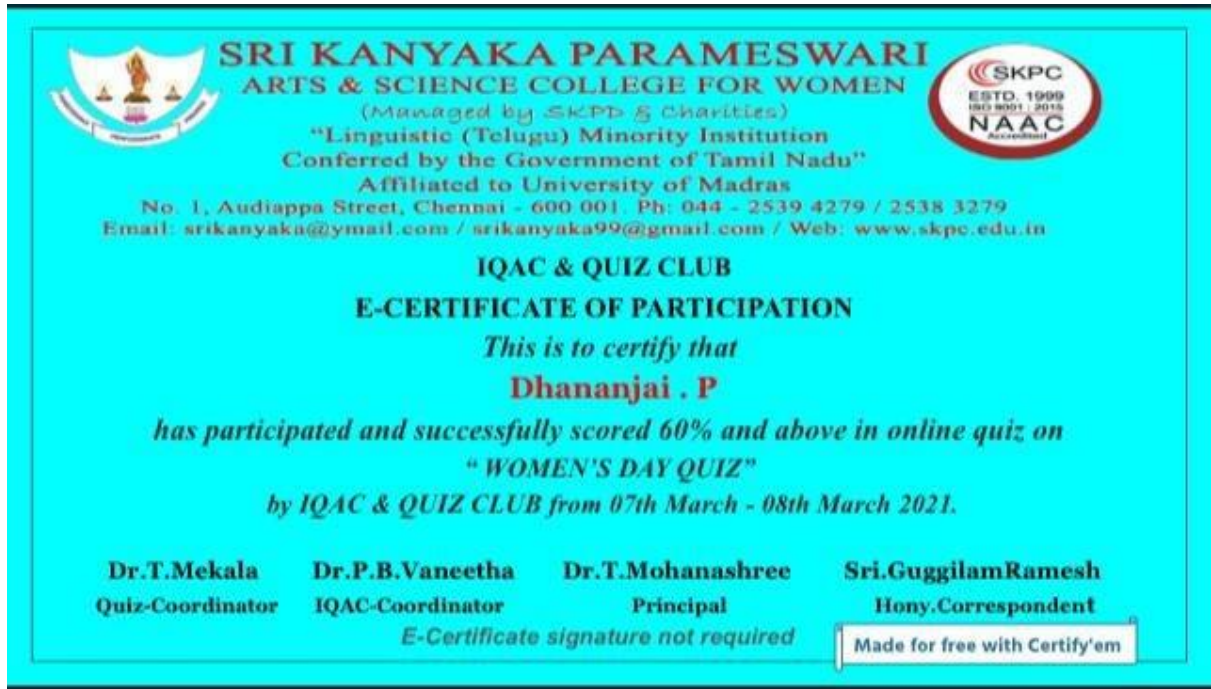 SRI KANYAKA PARAMESWARI
ARTS & SCIENCE COLLEGE FOR WOMEN
(Managed by SKPD & Charities)
"Linguistic (Telugu) Minority Institution
Conferred by the Government of Tamil Nadu"
Affiliated to University of Madras
No. 1, Audiappa Street, Chennai - 600 001. Ph: 044 - 2539 4279 / 2538 3279
Email: srikanyaka@ymail.com / srikanyaka99@gmail.com / Web: www.skpc.edu.in
SKPC
ESTD. 1999
ISO 9001 : 2015
NAAC
Accredited
IQAC & QUIZ CLUB
E-CERTIFICATE OF PARTICIPATION
This is to certify that
Dhananjai . P
has participated and successfully scored 60% and above in online quiz on
" WOMEN'S DAY QUIZ"
by IQAC & QUIZ CLUB from 07th March - 08th March 2021.
Dr.T.Mekala Dr.P.B.Vaneetha Dr.T.Mohanashree Sri.GuggilamRamesh
Quiz-Coordinator IQAC-Coordinator Principal Hony.Correspondent
E-Certificate signature not required
Made for free with Certify'em